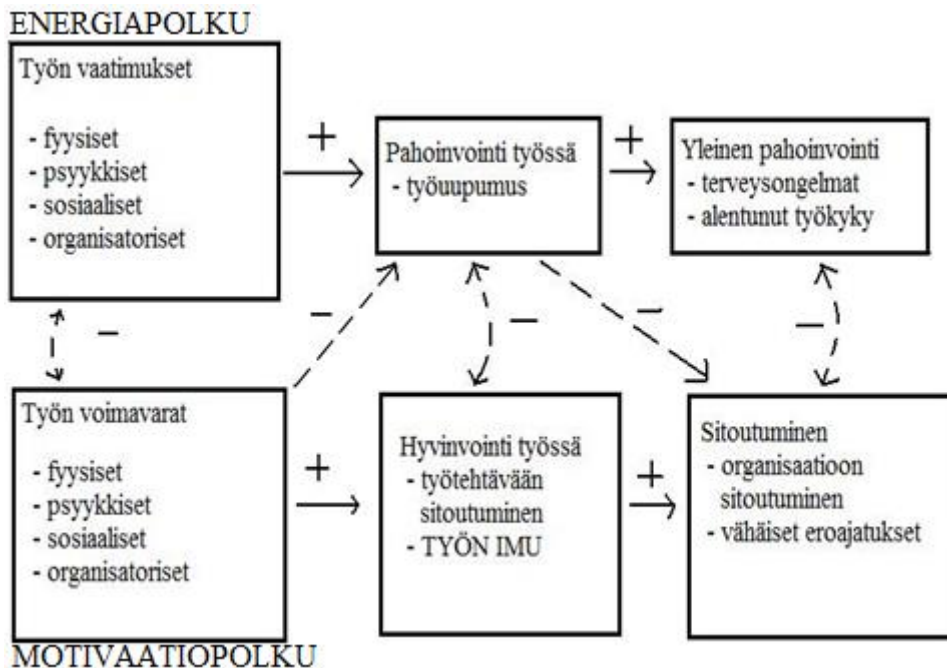 ENERGIAPOLKU
Työn vaatimukset
- fyysiset
- psyykkiset
- sosiaaliset
- organisatoriset
+
Pahoinvointi työssä
- työuupumus
+
Yleinen pahoinvointi
- terveysongelmat
- alentunut työkyky
−
−
−
−
−
Työn voimavarat
- fyysiset
- psyykkiset
- sosiaaliset
- organisatoriset
+
Hyvinvointi työssä
- työtehtävään
sitoutuminen
- TYÖN IMU
+
Sitoutuminen
- organisaatioon
sitoutuminen
- vähäiset eroajatukset
MOTIVAATIOPOLKU